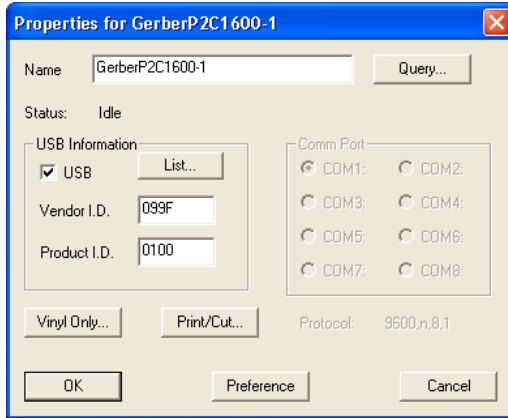 Properties for GerberP2C1600-1
Name GerberP2C1600-1 Query...
Status: Idle
USB Information
USB List...
Vendor I.D. 099F
Product I.D. 0100
Comm Port
COM1: COM2:
COM3: COM4:
COM5: COM6:
COM7: COM8:
Vinyl Only... Print/Cut... Protocol: 9600,n,8,1
OK Preference Cancel